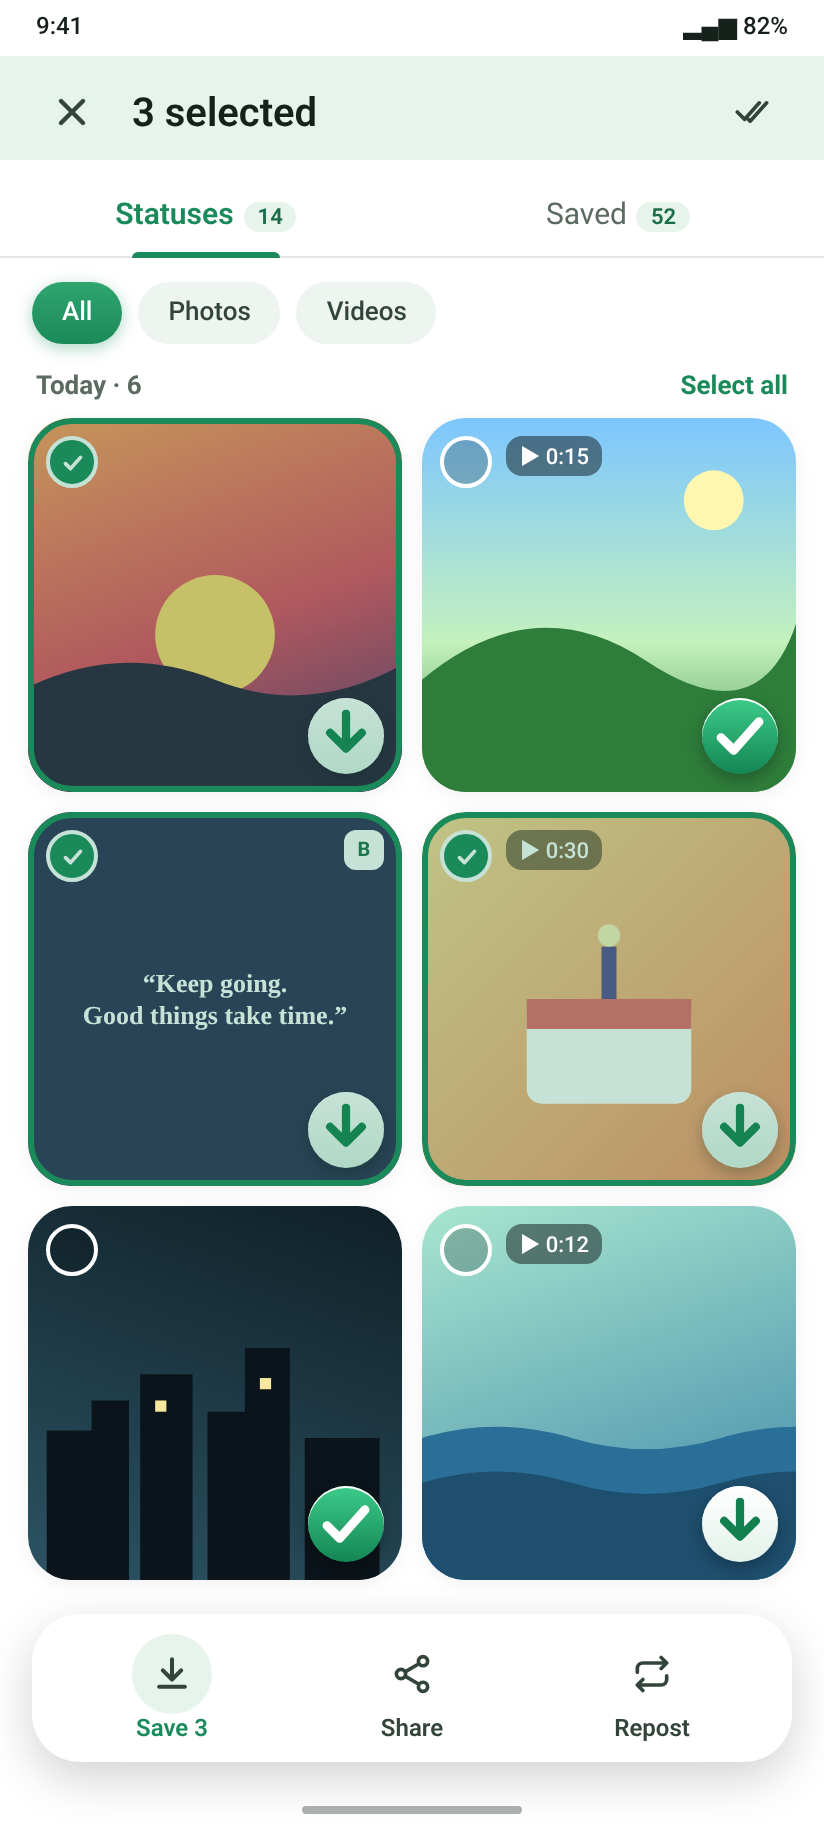 9:41
82%
3 selected
Statuses 14
Saved 52
All
Photos
Videos
Today · 6
Select all
0:15
B
“Keep going.
Good things take time.”
0:30
0:12
Save 3
Share
Repost